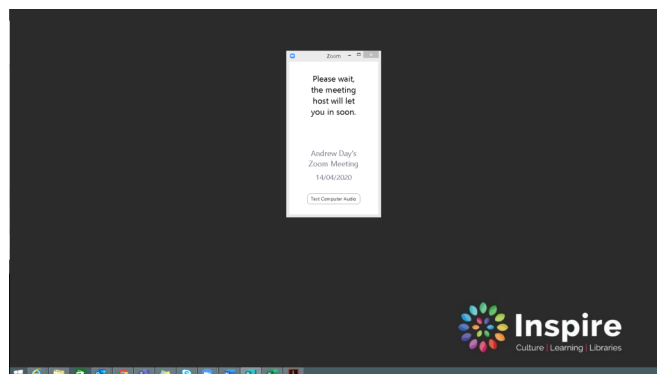 Zoom
Please wait,
the meeting
host will let
you in soon.
Andrew Day's
Zoom Meeting
14/04/2020
Test Computer Audio
Inspire
Culture | Learning | Libraries